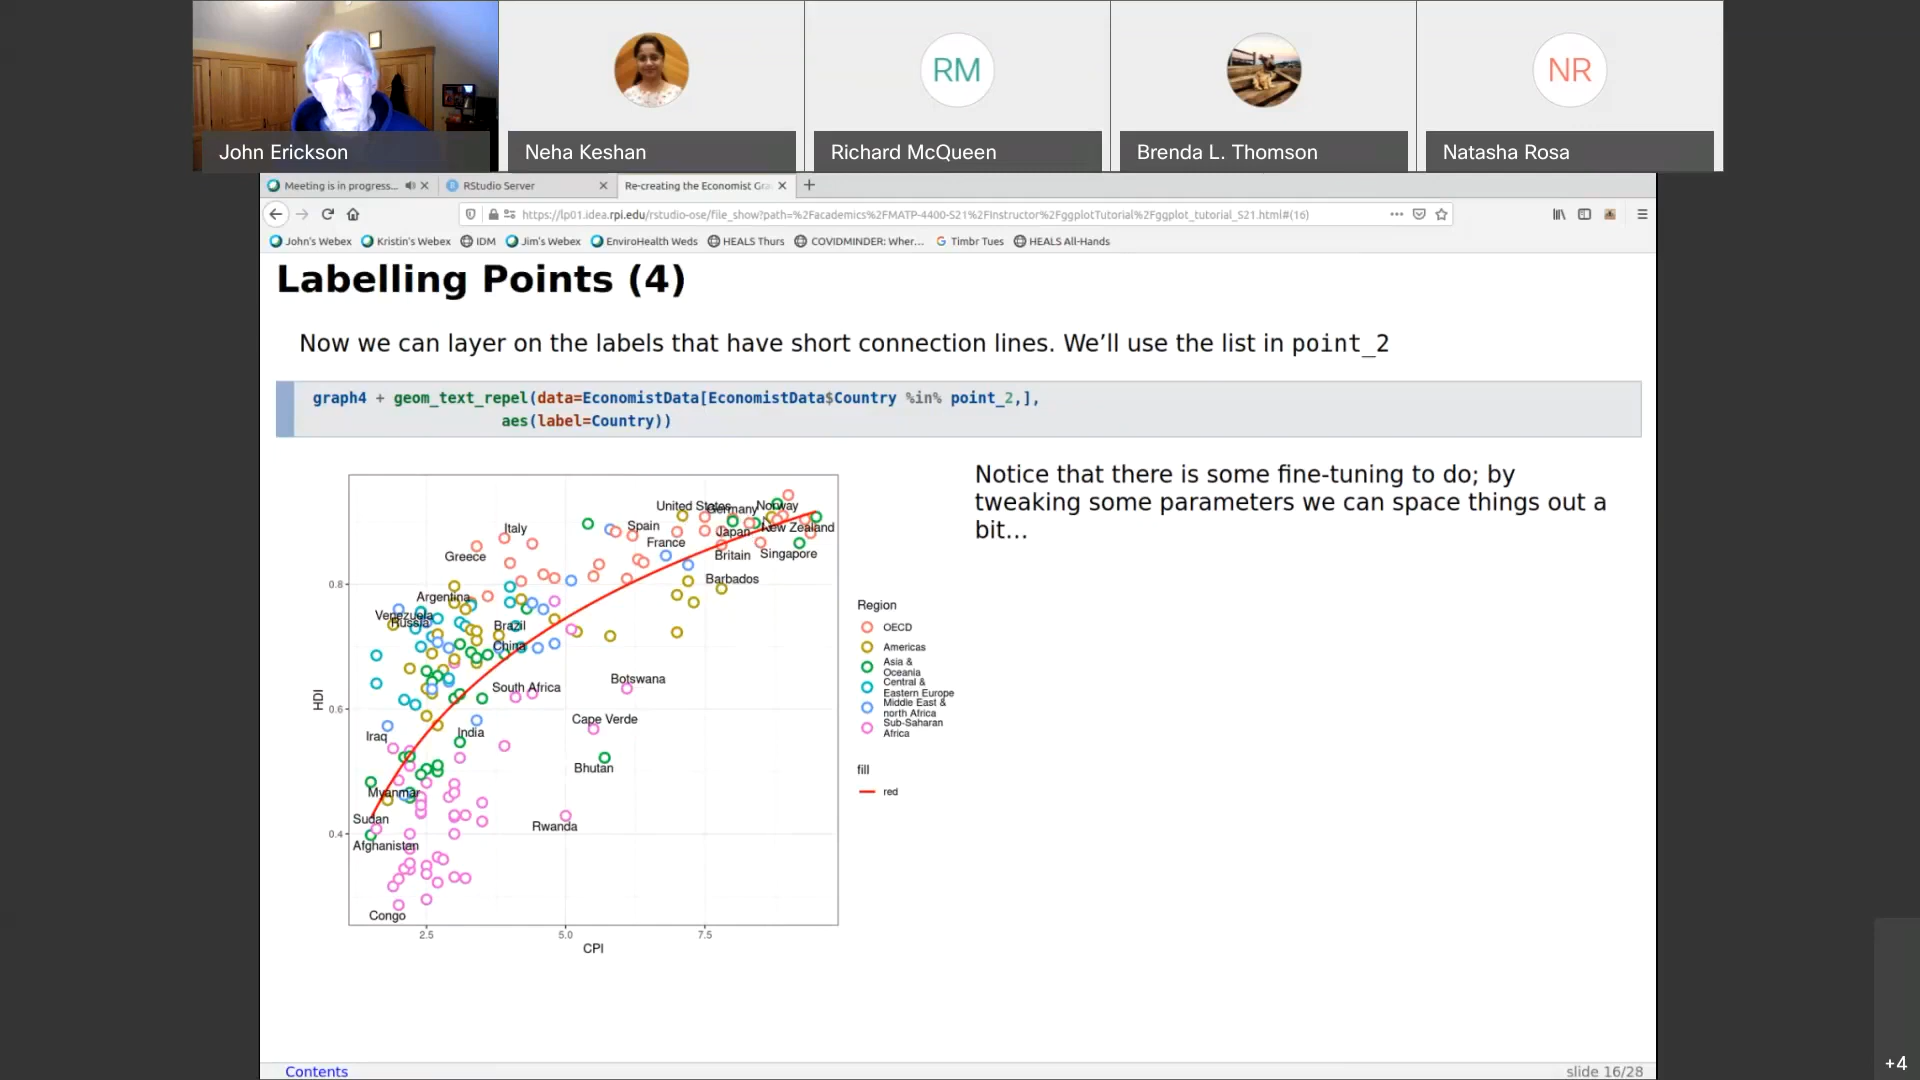 RM
NR
John Erickson
Neha Keshan
Richard McQueen
Brenda L. Thomson
Natasha Rosa
Meeting is in progress...
RStudio Server
Re-creating the Economist Gra
https://lp01.idea.rpi.edu/rstudio-ose/file_show?path=%2Facademics%2FMATP-4400-S21%2FInstructor%2FggplotTutorial%2Fggplot_tutorial_S21.html#(16)
John's Webex
Kristin's Webex
IDM
Jim's Webex
EnviroHealth Weds
HEALS Thurs
COVIDMINDER: Wher...
Timbr Tues
HEALS All-Hands
Labelling Points (4)
Now we can layer on the labels that have short connection lines. We’ll use the list in point_2
graph4 + geom_text_repel(data=EconomistData[EconomistData$Country %in% point_2,],
aes(label=Country))
Notice that there is some fine-tuning to do; by
tweaking some parameters we can space things out a
bit…
United States
Germany
Norway
Italy
Spain
Japan
New Zealand
France
Greece
Britain
Singapore
Barbados
Argentina
Venezuela
Russia
Brazil
China
South Africa
Botswana
Cape Verde
Iraq
India
Bhutan
Myanmar
Sudan
Rwanda
Afghanistan
Congo
HDI
0.8
0.6
0.4
2.5
5.0
7.5
CPI
Region
OECD
Americas
Asia &
Oceania
Central &
Eastern Europe
Middle East &
north Africa
Sub-Saharan
Africa
fill
red
Contents
slide 16/28
+4